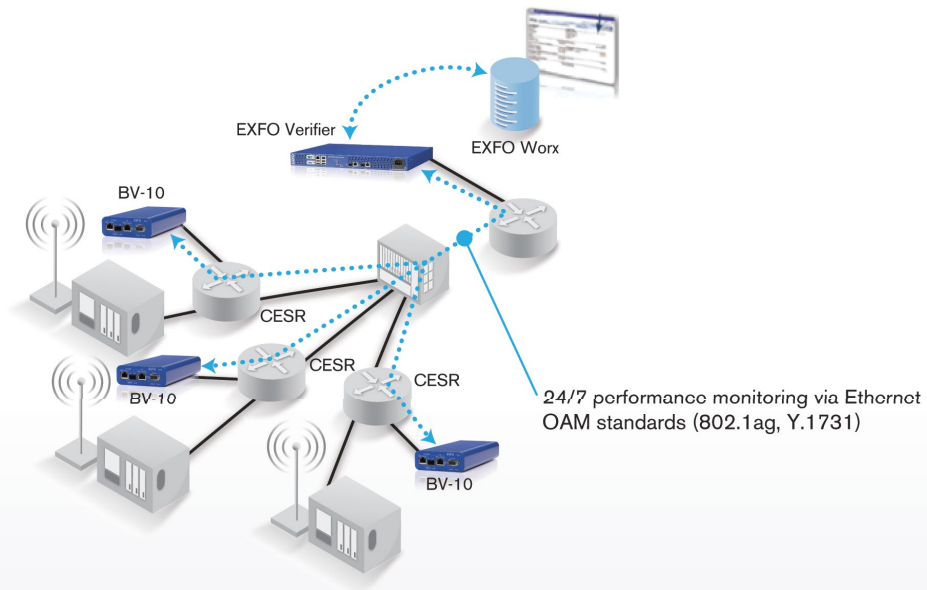 EXFO Verifier
EXFO Worx
BV-10
CESR
CESR
BV-10
CESR
24/7 performance monitoring via Ethernet
OAM standards (802.1ag, Y.1731)
BV-10